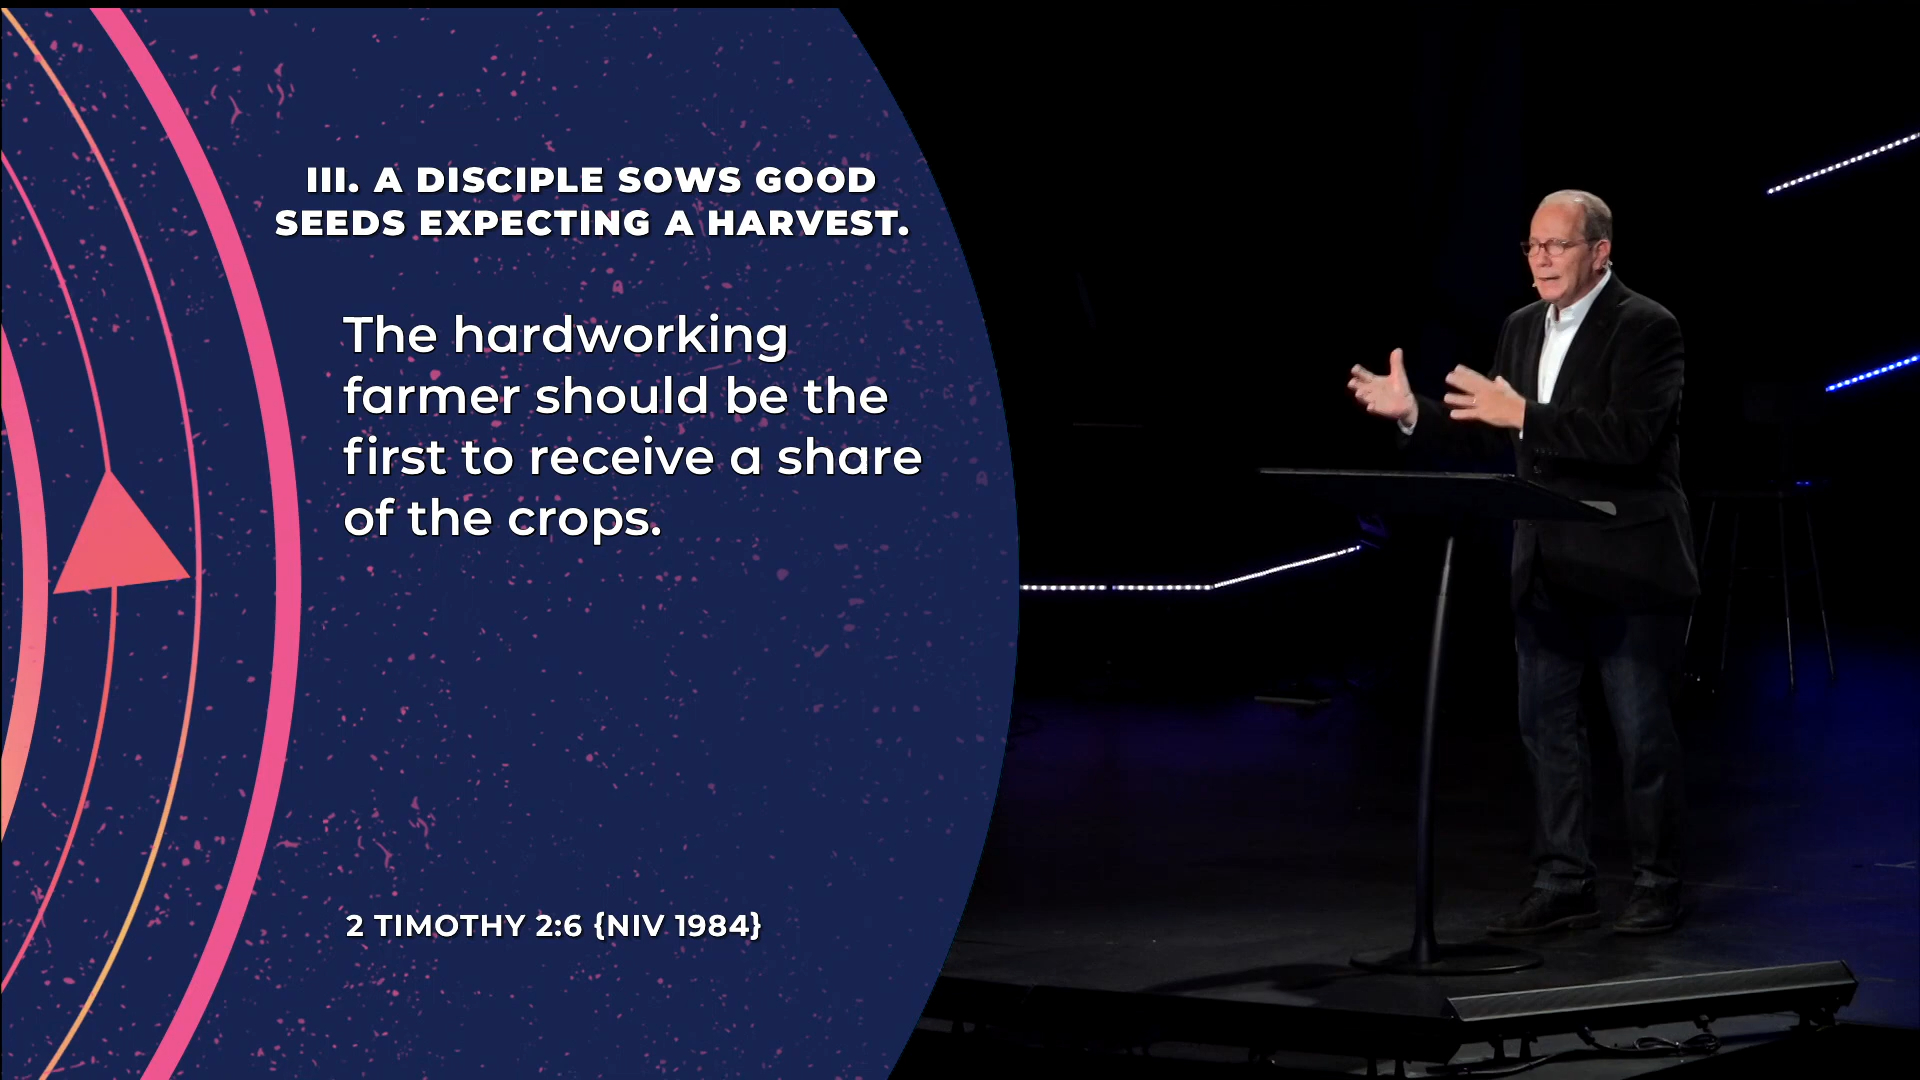 III. A DISCIPLE SOWS GOOD
SEEDS EXPECTING A HARVEST.
The hardworking
farmer should be the
first to receive a share
of the crops.
2 TIMOTHY 2:6 {NIV 1984}